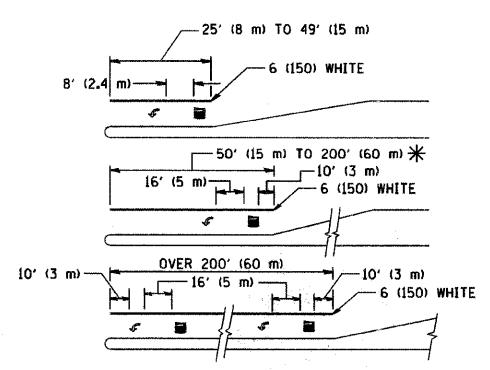 25' (8 m) TO 49' (15 m)
6 (150) WHITE
8' (2.4 m)
50' (15 m) TO 200' (60 m) *
16' (5 m)
10' (3 m)
6 (150) WHITE
OVER 200' (60 m)
10' (3 m)
16' (5 m)
10' (3 m)
6 (150) WHITE